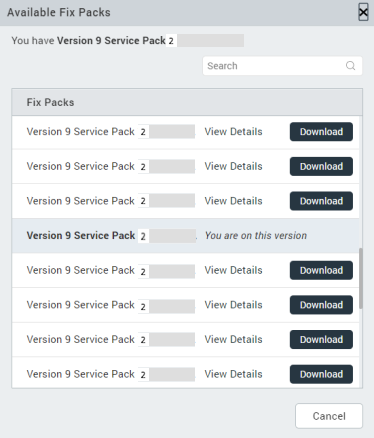 Available Fix Packs
You have Version 9 Service Pack 2
Search
Fix Packs
Version 9 Service Pack 2 View Details Download
Version 9 Service Pack 2 View Details Download
Version 9 Service Pack 2 View Details Download
Version 9 Service Pack 2 You are on this version
Version 9 Service Pack 2 View Details Download
Version 9 Service Pack 2 View Details Download
Version 9 Service Pack 2 View Details Download
Version 9 Service Pack 2 View Details Download
Cancel